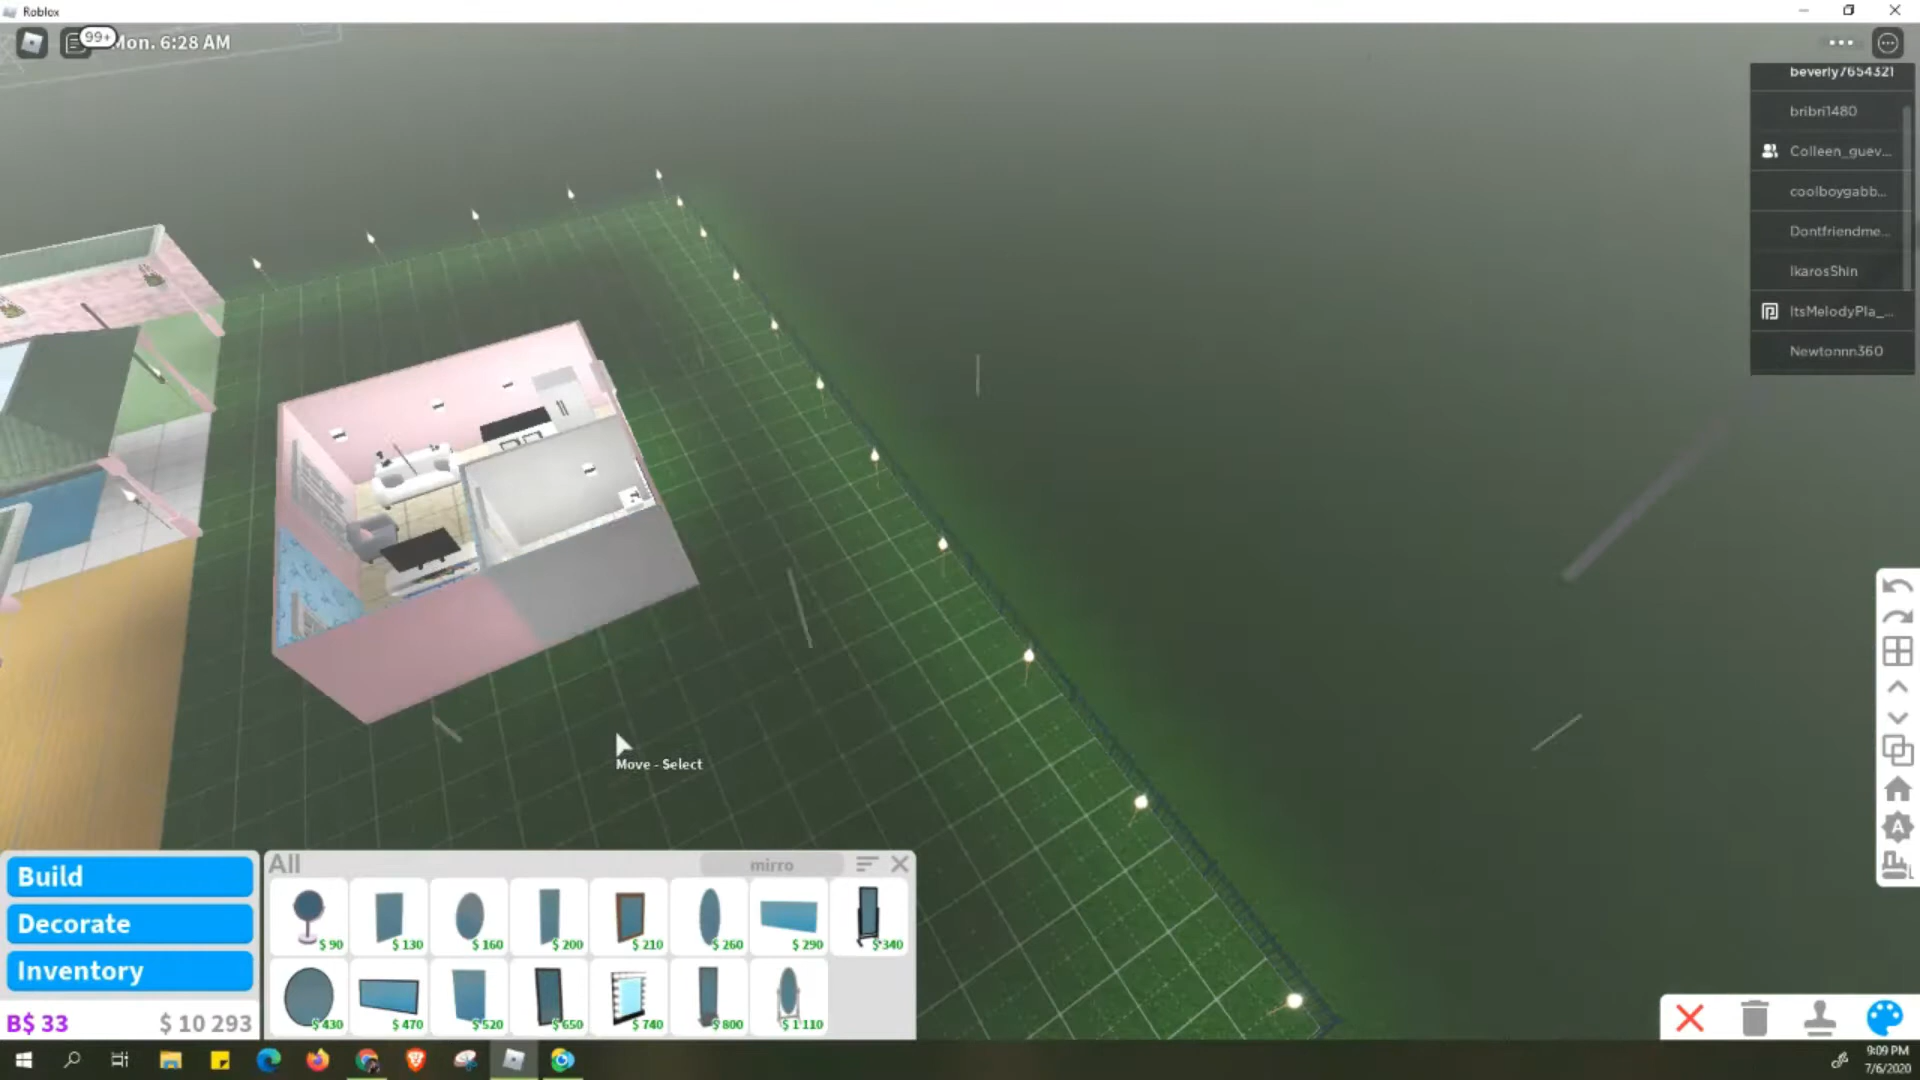 Roblox
99+
Mon. 6:28 AM
beverly7654321
bribri1480
Colleen_guev...
coolboygabb...
Dontfriendme...
IkarosShin
ItsMelodyPla_...
Newtonnn360
Move - Select
Build
Decorate
Inventory
B$ 33
$ 10 293
All
mirro
$ 90
$ 130
$ 160
$ 200
$ 210
$ 260
$ 290
$ 340
$ 430
$ 470
$ 520
$ 650
$ 740
$ 800
$ 1 110
A
L
9:09 PM
7/6/2020